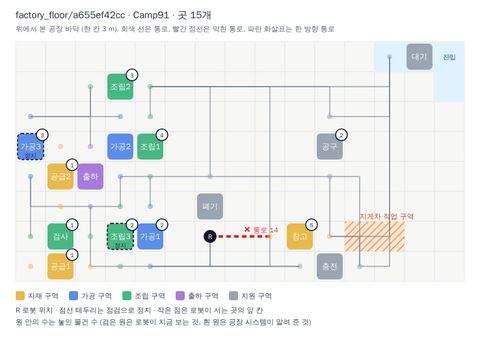 factory_floor/a655ef42cc · Camp91 · 곳 15개
위에서 본 공장 바닥 (한 칸 3 m). 회색 선은 통로, 빨간 점선은 막힌 통로, 파란 화살표는 한 방향 통로
대기
진입
조립2
3
가공3
3
정지
가공2
조립1
4
공구
2
공급2
1
출하
폐기
지게차 작업 구역
검사
1
조립3
2
정지
가공1
2
R
✕ 통로 14
창고
5
공급1
1
충전
자재 구역
가공 구역
조립 구역
출하 구역
지원 구역
R 로봇 위치 · 점선 테두리는 점검으로 정지 · 작은 점은 로봇이 서는 곳의 앞 칸
원 안의 수는 놓인 물건 수 (검은 원은 로봇이 지금 보는 것, 흰 원은 공장 시스템이 알려 준 것)